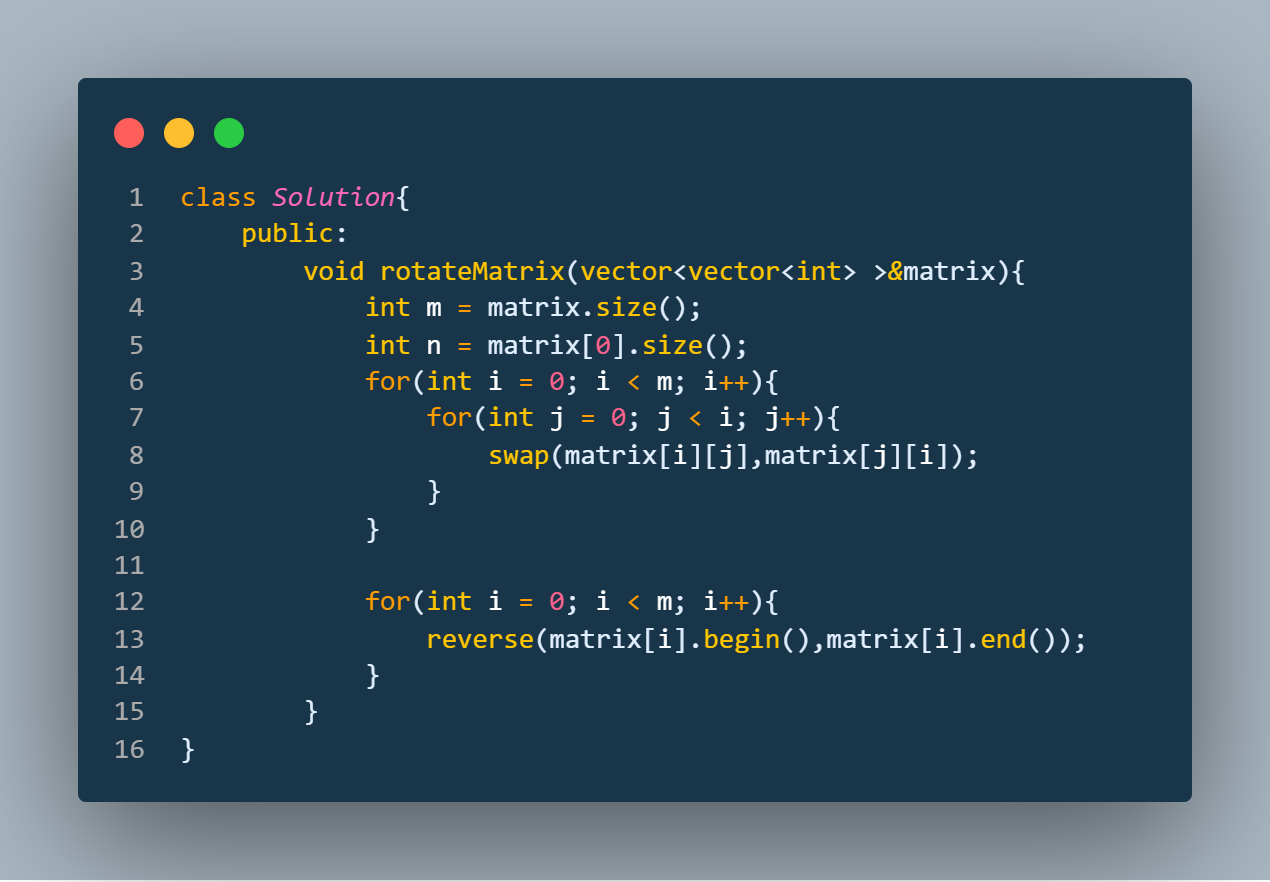 1 class Solution{
2     public:
3         void rotateMatrix(vector<vector<int> >&matrix){
4             int m = matrix.size();
5             int n = matrix[0].size();
6             for(int i = 0; i < m; i++){
7                 for(int j = 0; j < i; j++){
8                     swap(matrix[i][j],matrix[j][i]);
9                 }
10             }
11
12             for(int i = 0; i < m; i++){
13                 reverse(matrix[i].begin(),matrix[i].end());
14             }
15         }
16 }